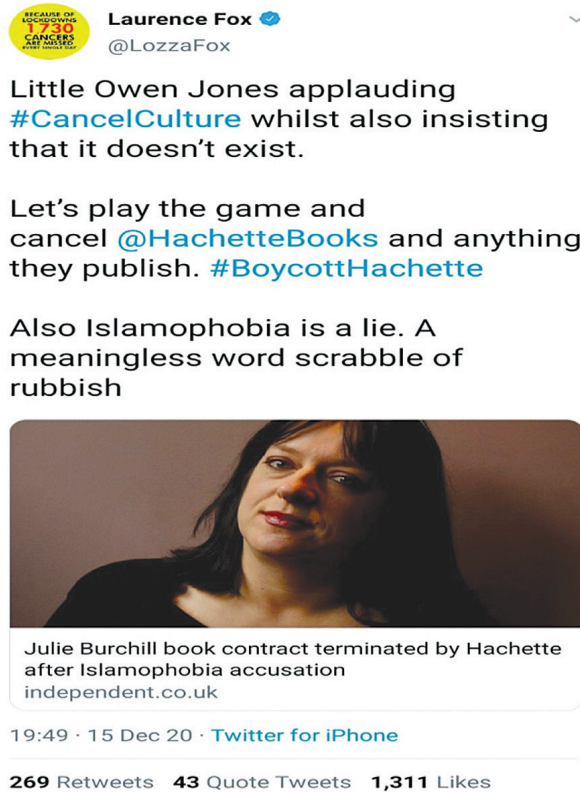 BECAUSE OF
LOCKDOWNS
1730
CANCERS
ARE MISSED
EVERY SINGLE DAY
Laurence Fox
@LozzaFox
Little Owen Jones applauding
#CancelCulture whilst also insisting
that it doesn't exist.
Let's play the game and
cancel @HachetteBooks and anything
they publish. #BoycottHachette
Also Islamophobia is a lie. A
meaningless word scrabble of
rubbish
Julie Burchill book contract terminated by Hachette
after Islamophobia accusation
independent.co.uk
19:49 · 15 Dec 20 · Twitter for iPhone
269 Retweets 43 Quote Tweets 1,311 Likes